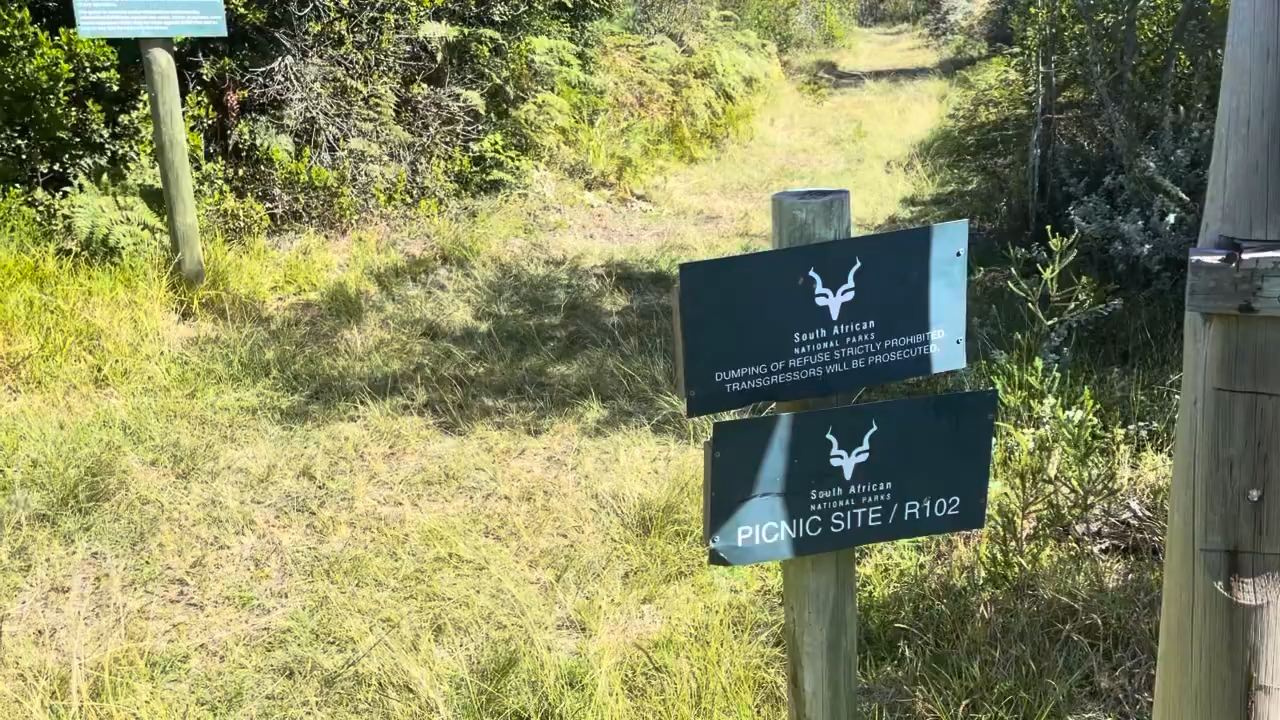 South African
NATIONAL PARKS
DUMPING OF REFUSE STRICTLY PROHIBITED.
TRANSGRESSORS WILL BE PROSECUTED.
South African
NATIONAL PARKS
PICNIC SITE / R102